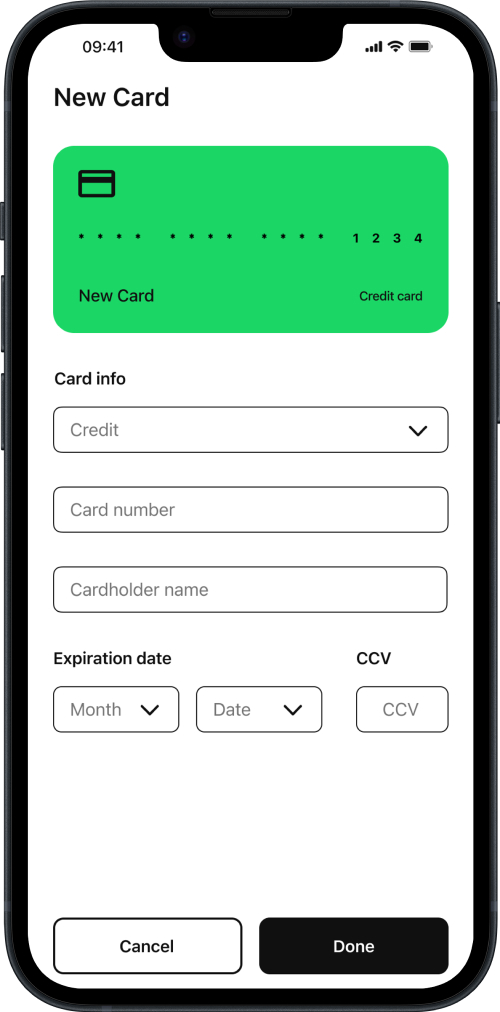 09:41
New Card
* * * * * * * * * * * * 1 2 3 4
New Card Credit card
Card info
Credit
Card number
Cardholder name
Expiration date CCV
Month Date CCV
Cancel Done